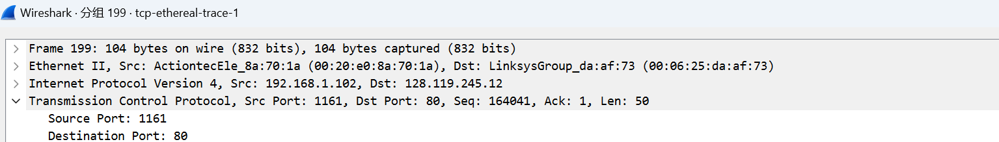 Wireshark · 分组 199 · tcp-ethereal-trace-1
Frame 199: 104 bytes on wire (832 bits), 104 bytes captured (832 bits)
Ethernet II, Src: ActiontecEle_8a:70:1a (00:20:e0:8a:70:1a), Dst: LinksysGroup_da:af:73 (00:06:25:da:af:73)
Internet Protocol Version 4, Src: 192.168.1.102, Dst: 128.119.245.12
Transmission Control Protocol, Src Port: 1161, Dst Port: 80, Seq: 164041, Ack: 1, Len: 50
Source Port: 1161
Destination Port: 80